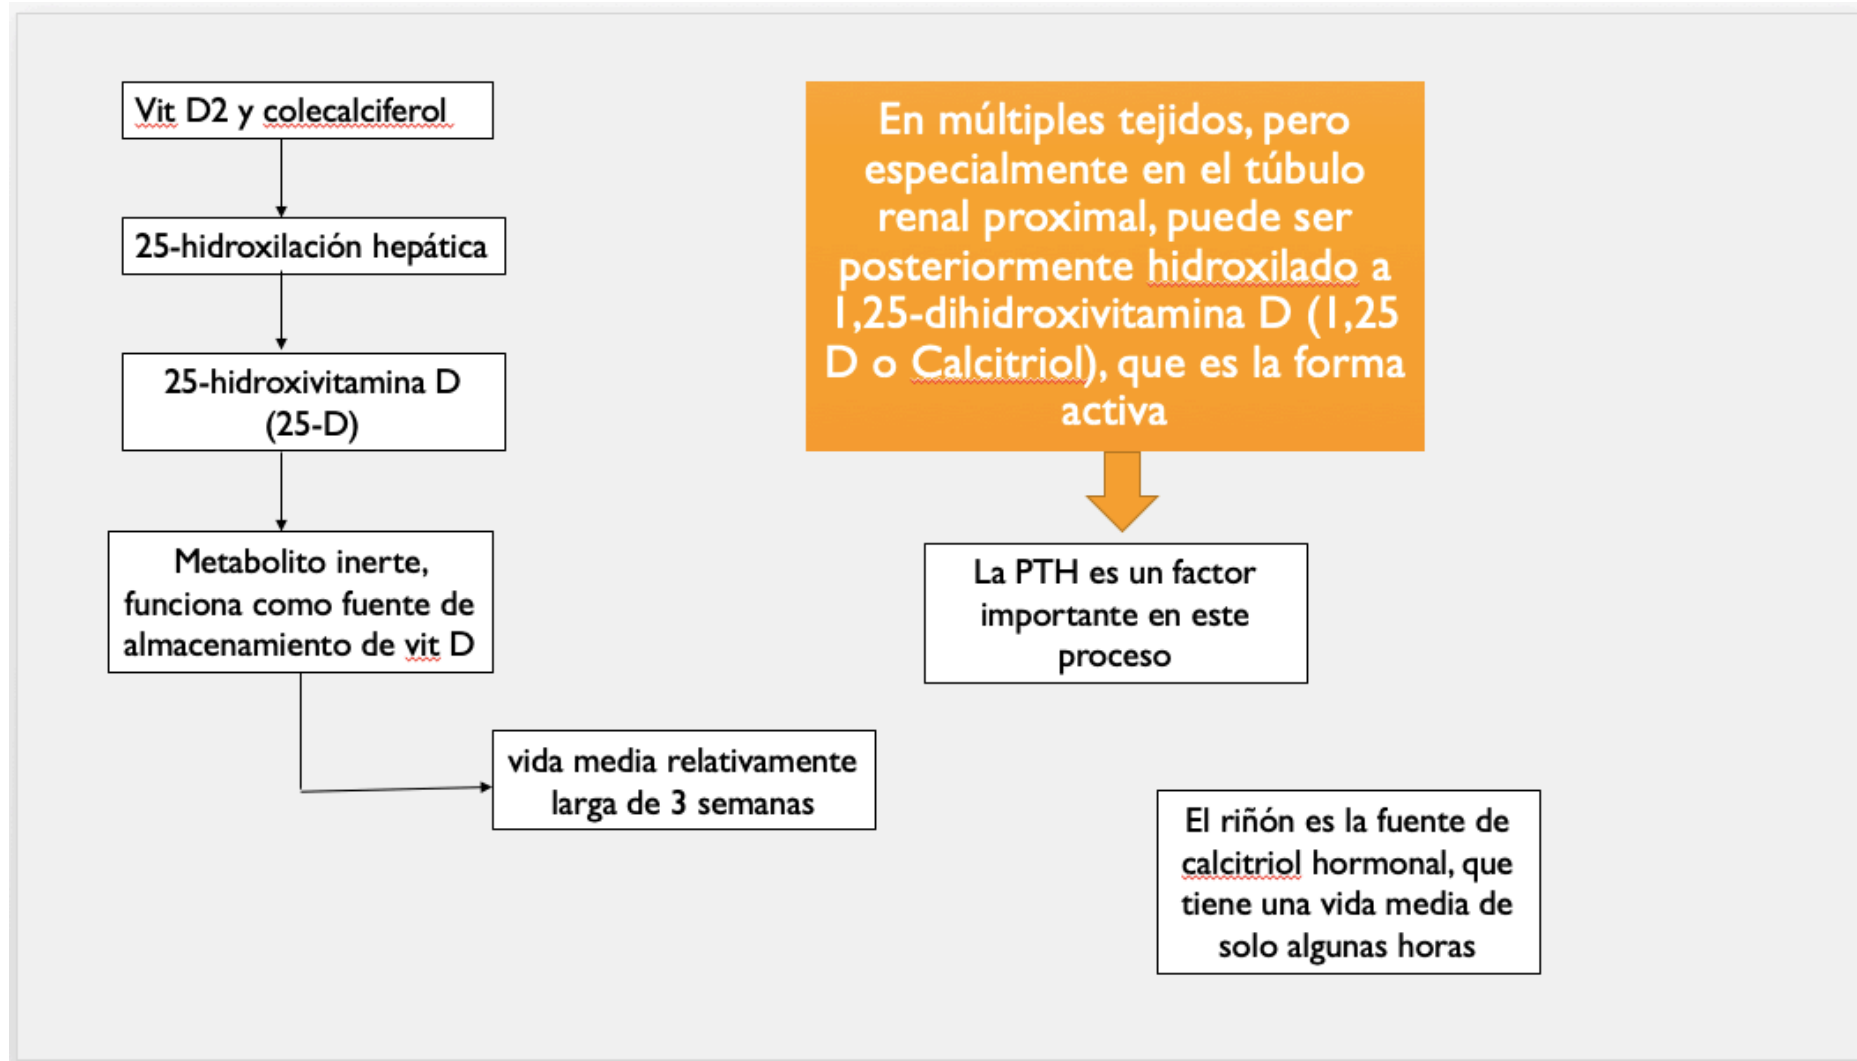 Vit D2 y colecalciferol
25-hidroxilación hepática
25-hidroxivitamina D
(25-D)
Metabolito inerte,
funciona como fuente de
almacenamiento de vit D
vida media relativamente
larga de 3 semanas
En múltiples tejidos, pero
especialmente en el túbulo
renal proximal, puede ser
posteriormente hidroxilado a
1,25-dihidroxivitamina D (1,25
D o Calcitriol), que es la forma
activa
La PTH es un factor
importante en este
proceso
El riñón es la fuente de
calcitriol hormonal, que
tiene una vida media de
solo algunas horas